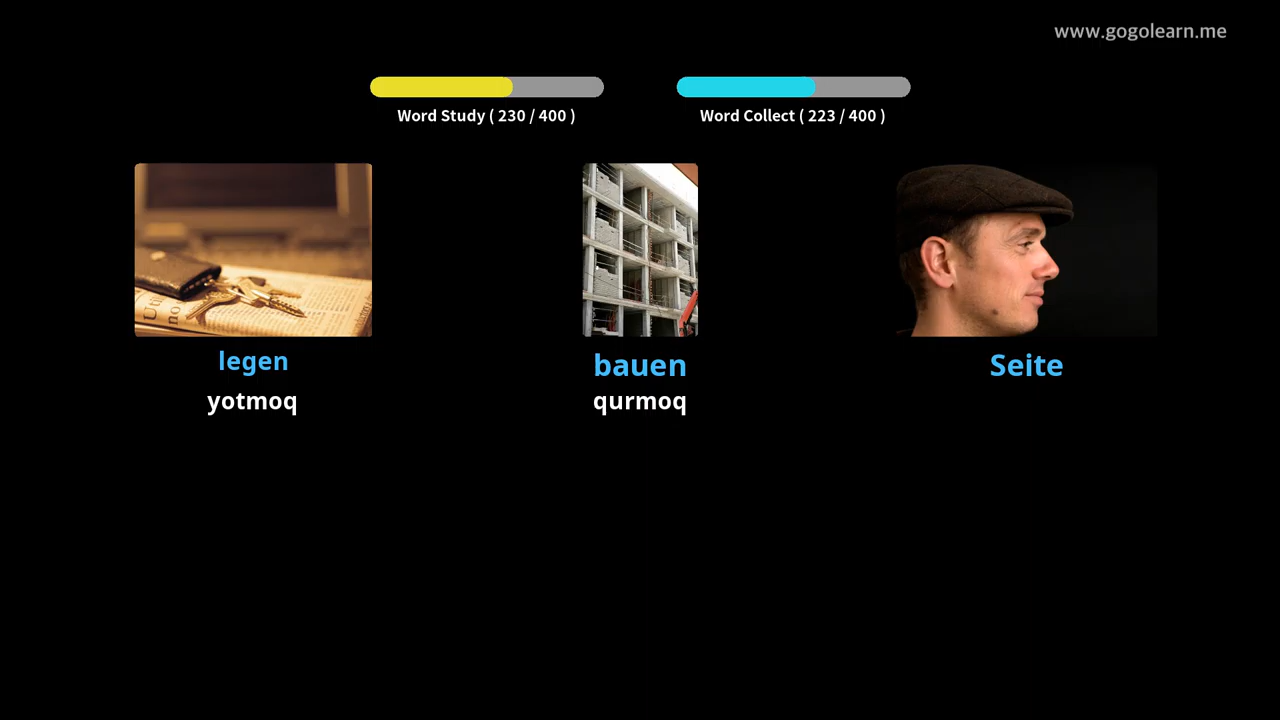 www.gogolearn.me
Word Study ( 230 / 400 )
Word Collect ( 223 / 400 )
legen
bauen
Seite
yotmoq
qurmoq